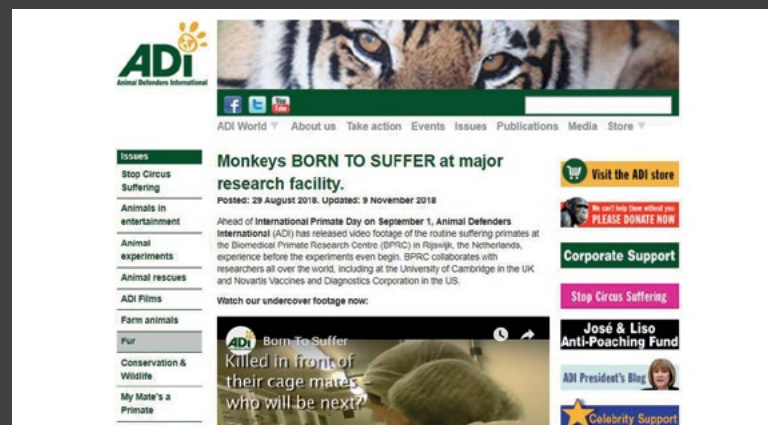 ADI
Animal Defenders International
You
Tube
ADI World About us Take action Events Issues Publications Media Store
Issues
Stop Circus
Suffering
Animals in
entertainment
Animal
experiments
Animal rescues
ADI Films
Farm animals
Fur
Conservation &
Wildlife
My Mate's a
Primate
Monkeys BORN TO SUFFER at major
research facility.
Posted: 29 August 2018. Updated: 9 November 2018
Ahead of International Primate Day on September 1, Animal Defenders
International (ADI) has released video footage of the routine suffering primates at
the Biomedical Primate Research Centre (BPRC) in Rijswijk, the Netherlands,
experience before the experiments even begin. BPRC collaborates with
researchers all over the world, including at the University of Cambridge in the UK
and Novartis Vaccines and Diagnostics Corporation in the US.
Watch our undercover footage now:
ADI
Born To Suffer
Killed in front of
their cage mates –
who will be next?
Visit the ADI store
We can't help them without you
PLEASE DONATE NOW
Corporate Support
Stop Circus Suffering
José & Liso
Anti-Poaching Fund
ADI President's Blog
Celebrity Support